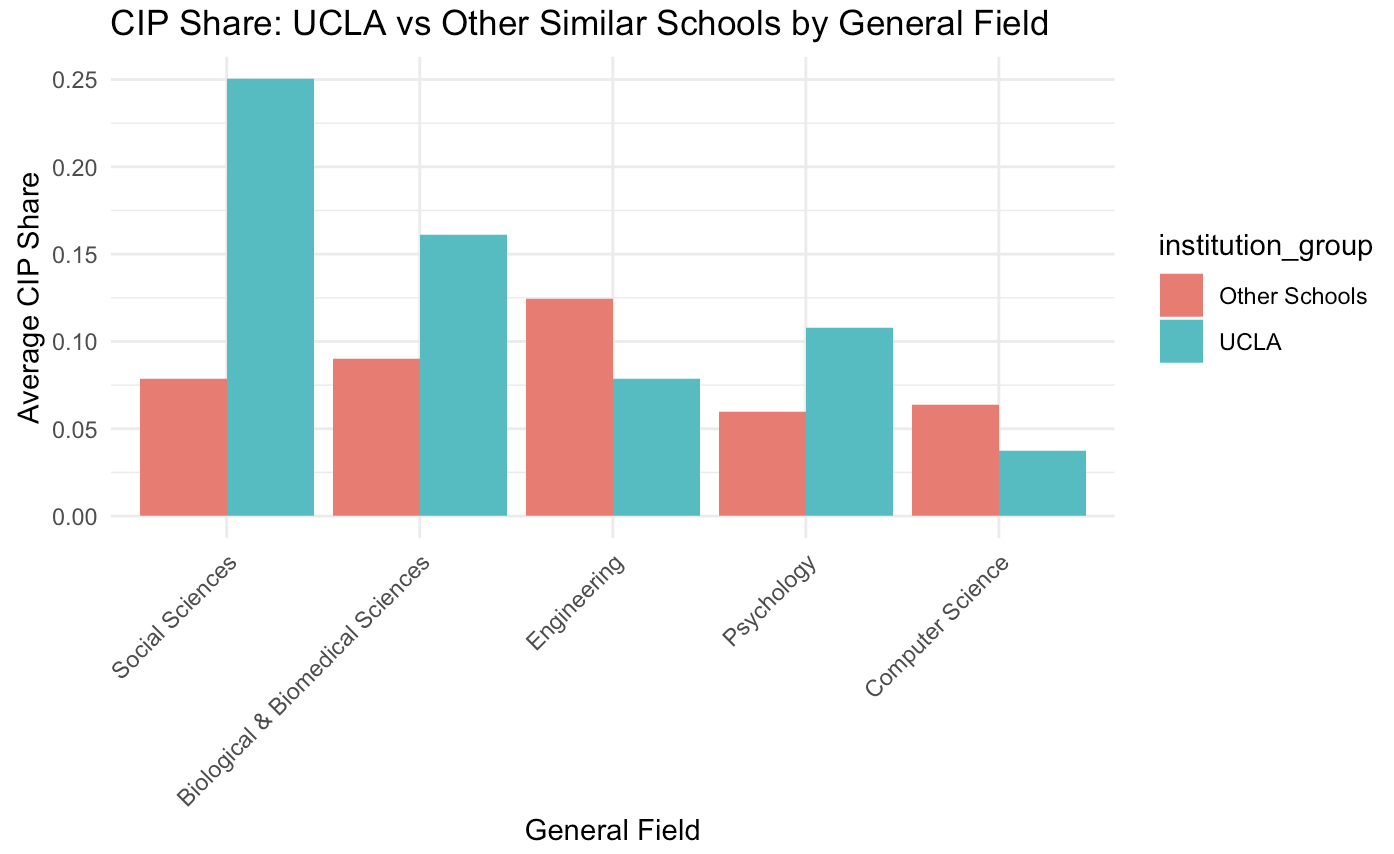 CIP Share: UCLA vs Other Similar Schools by General Field
Average CIP Share
0.25
0.20
0.15
0.10
0.05
0.00
Social Sciences
Biological & Biomedical Sciences
Engineering
Psychology
Computer Science
General Field
institution_group
Other Schools
UCLA